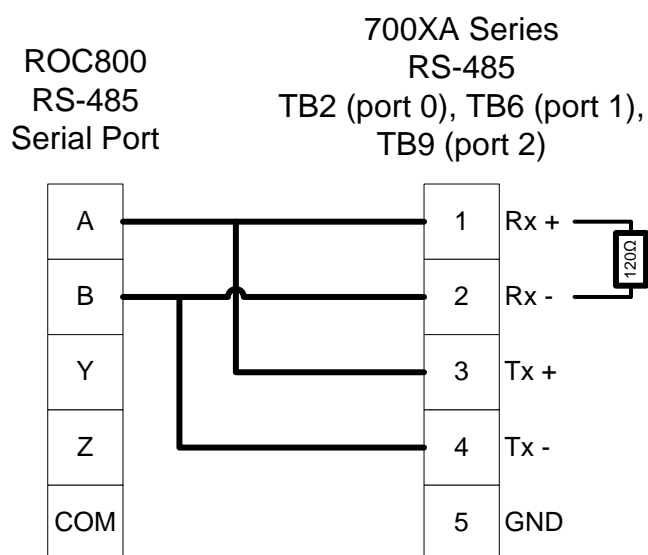 ROC800
RS-485
Serial Port
700XA Series
RS-485
TB2 (port 0), TB6 (port 1),
TB9 (port 2)
A
1
Rx +
120Ω
B
2
Rx -
Y
3
Tx +
Z
4
Tx -
COM
5
GND